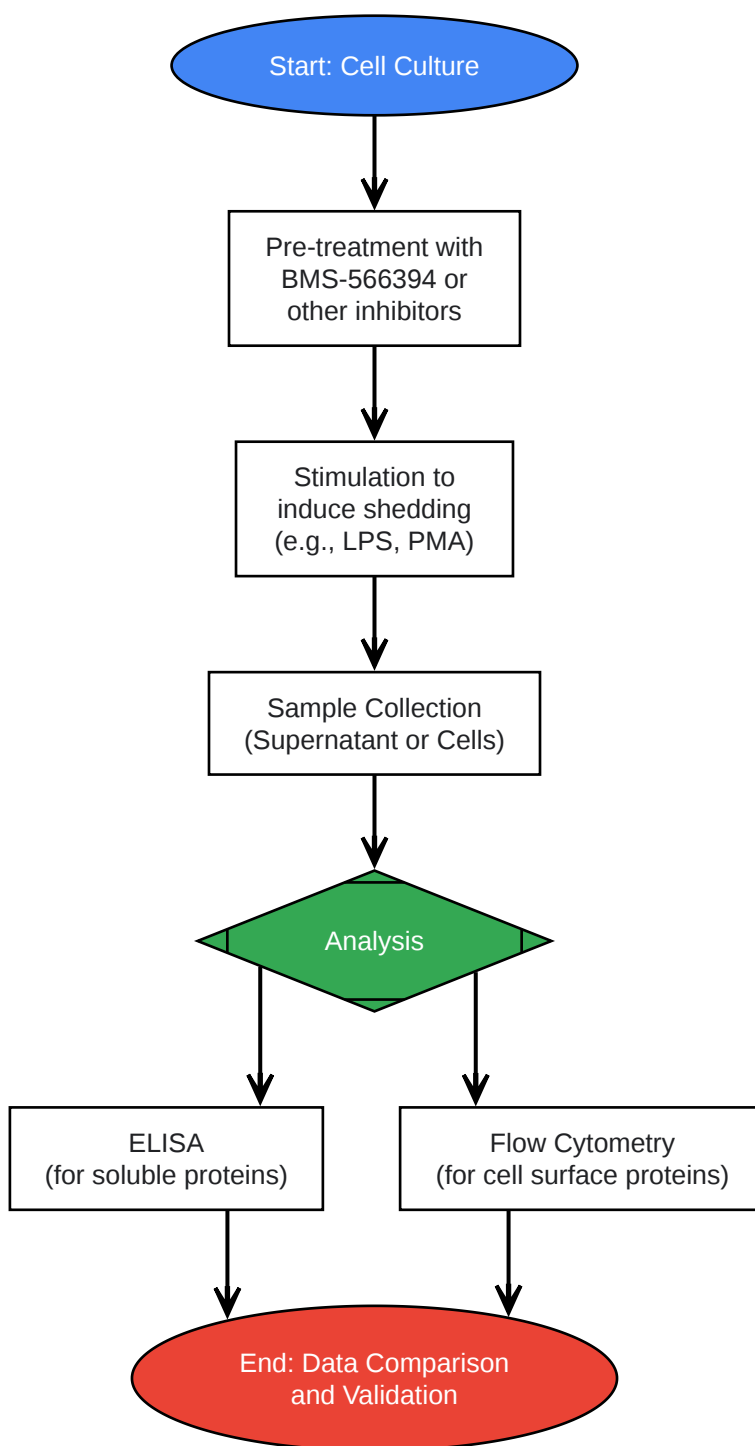 Start: Cell Culture
Pre-treatment with
BMS-566394 or
other inhibitors
Stimulation to
induce shedding
(e.g., LPS, PMA)
Sample Collection
(Supernatant or Cells)
Analysis
ELISA
(for soluble proteins)
Flow Cytometry
(for cell surface proteins)
End: Data Comparison
and Validation